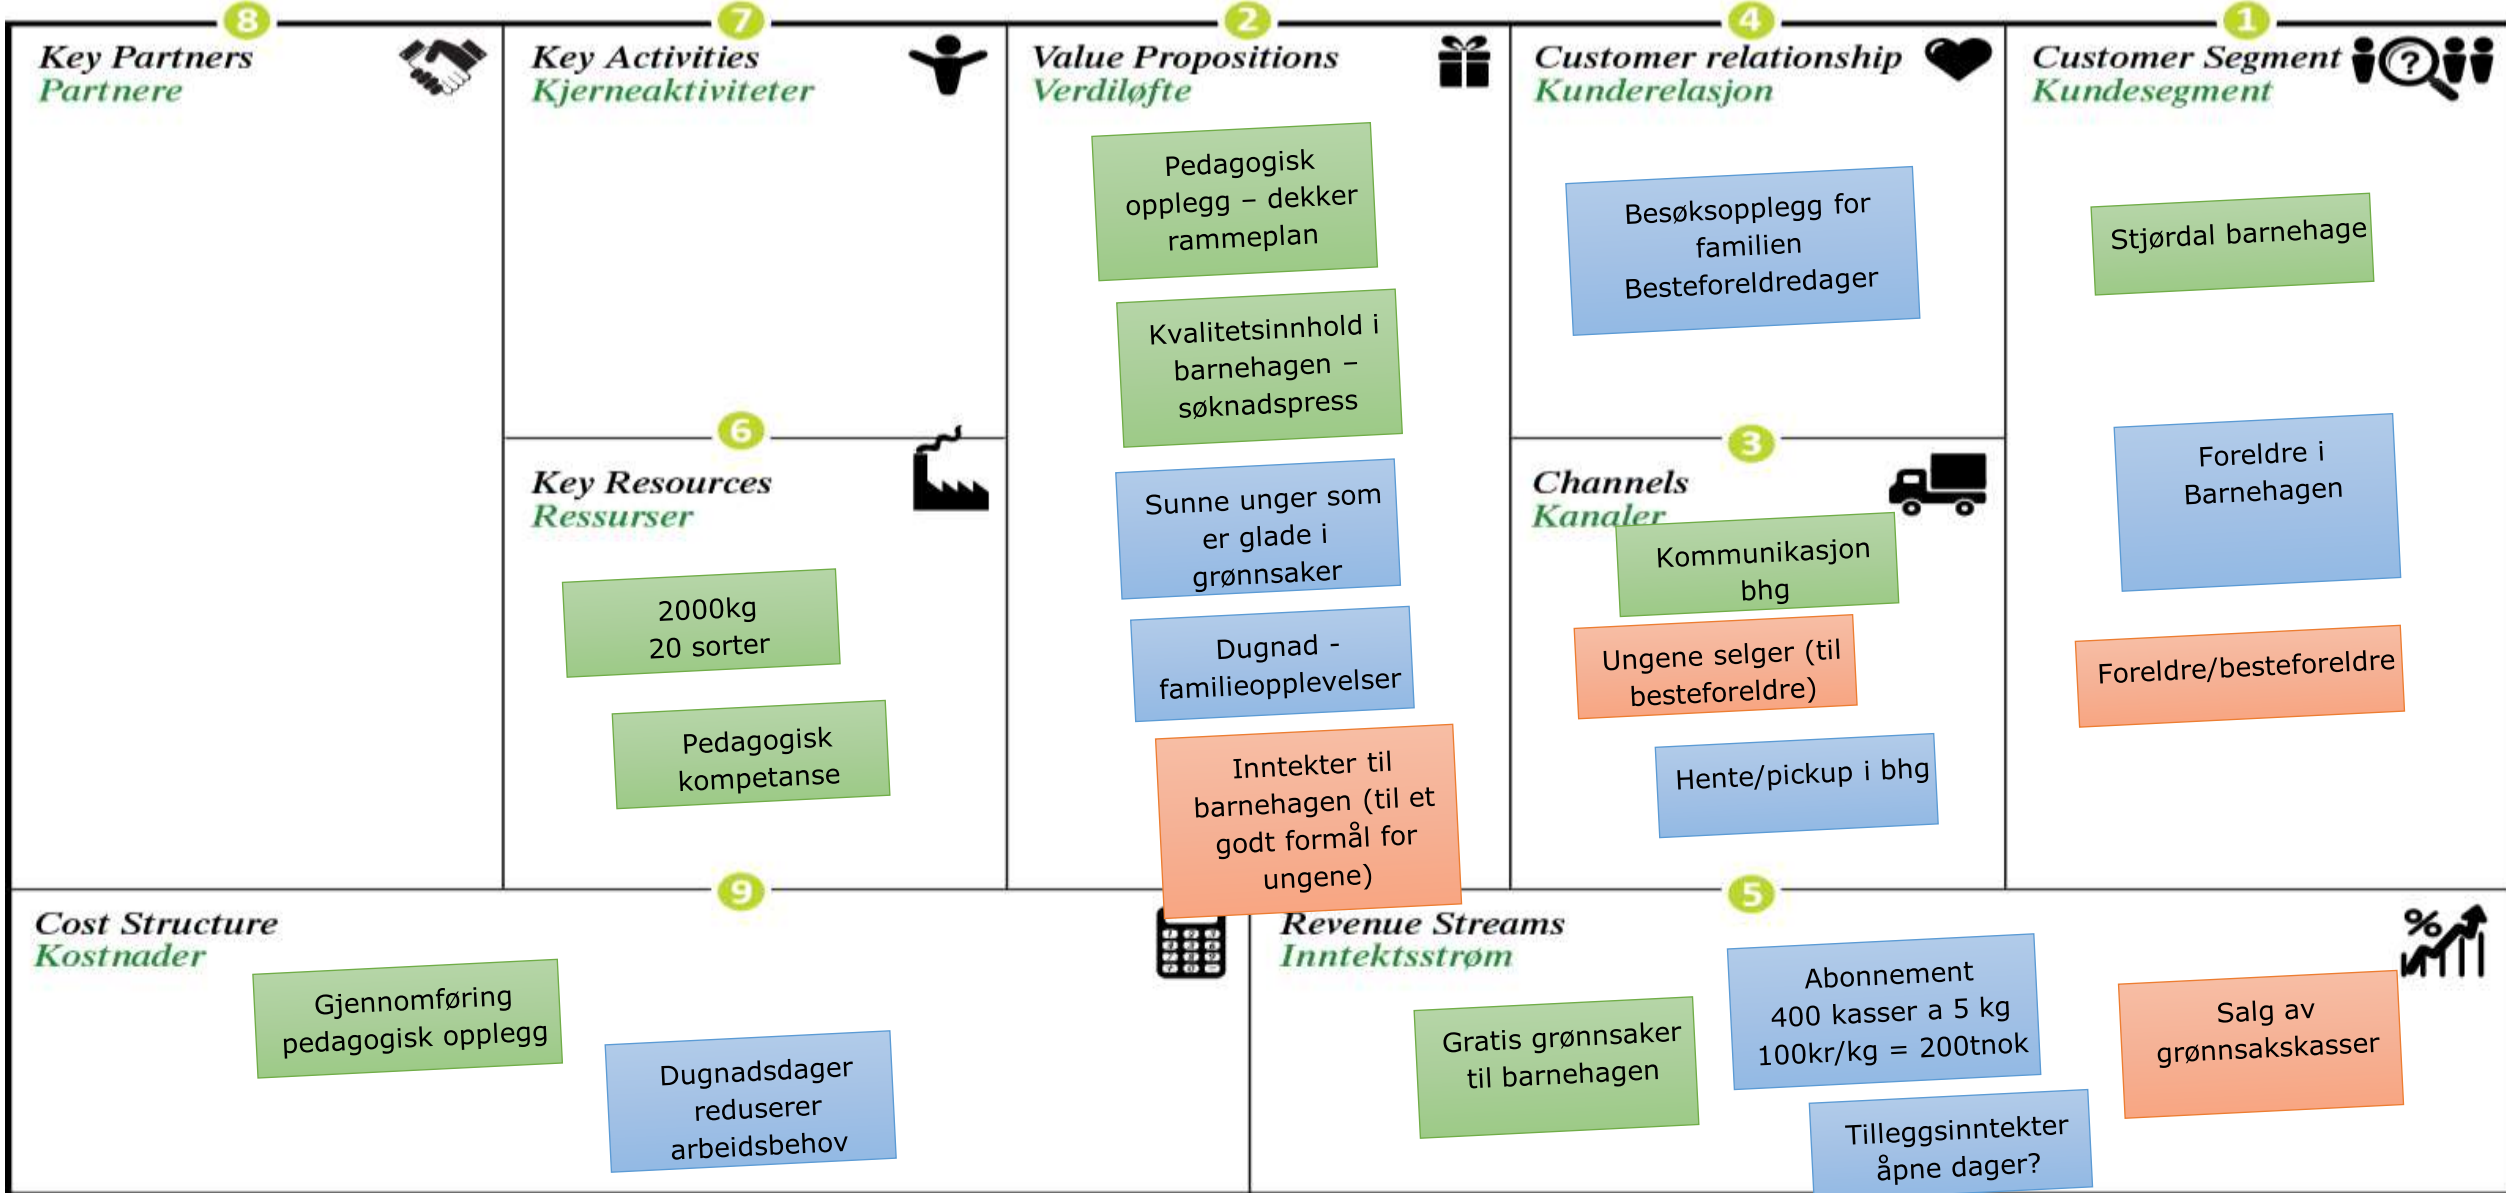 8
Key Partners
Partnere
7
Key Activities
Kjerneaktiviteter
6
Key Resources
Ressurser
2000kg
20 sorter
Pedagogisk
kompetanse
2
Value Propositions
Verdiløfte
Pedagogisk
opplegg – dekker
rammeplan
Kvalitetsinnhold i
barnehagen –
søknadspress
Sunne unger som
er glade i
grønnsaker
Dugnad -
familieopplevelser
Inntekter til
barnehagen (til et
godt formål for
ungene)
4
Customer relationship
Kunderelasjon
Besøksopplegg for
familien
Besteforeldredager
3
Channels
Kanaler
Kommunikasjon
bhg
Ungene selger (til
besteforeldre)
Hente/pickup i bhg
1
Customer Segment
Kundesegment
?
Stjørdal barnehage
Foreldre i
Barnehagen
Foreldre/besteforeldre
9
Cost Structure
Kostnader
Gjennomføring
pedagogisk opplegg
Dugnadsdager
reduserer
arbeidsbehov
5
Revenue Streams
Inntektsstrøm
%
Gratis grønnsaker
til barnehagen
Abonnement
400 kasser a 5 kg
100kr/kg = 200tnok
Tilleggsinntekter
åpne dager?
Salg av
grønnsakskasser